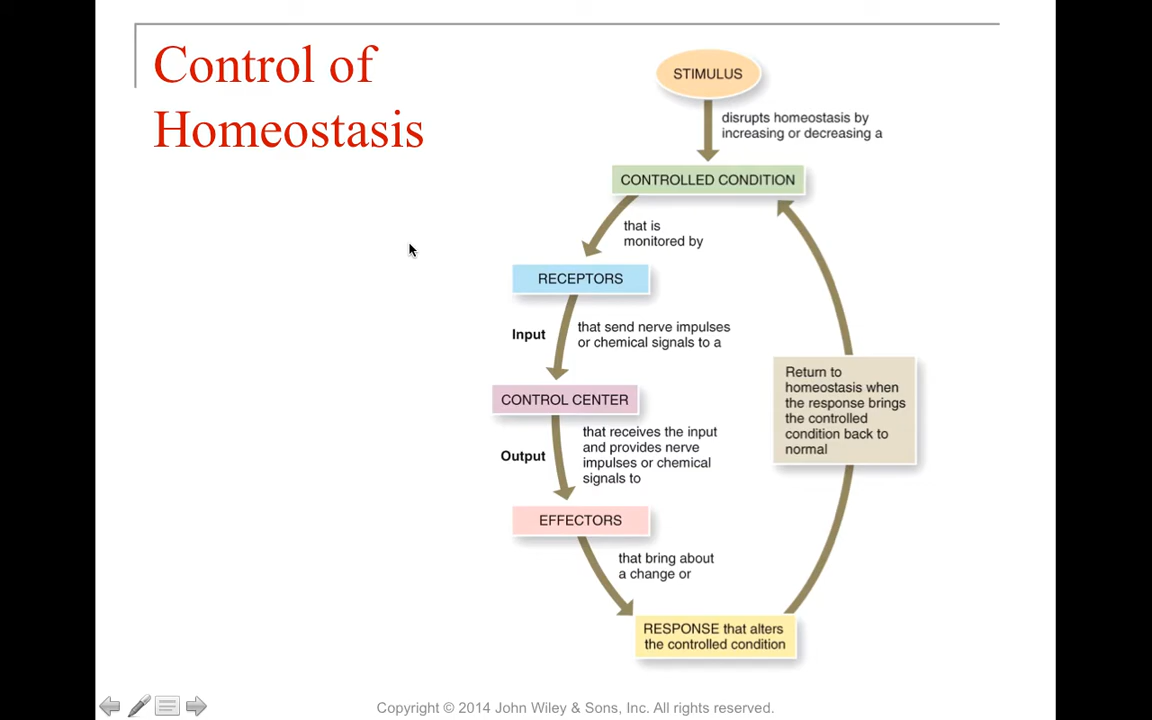 Control of
Homeostasis
STIMULUS
disrupts homeostasis by
increasing or decreasing a
CONTROLLED CONDITION
that is
monitored by
RECEPTORS
Input
that send nerve impulses
or chemical signals to a
CONTROL CENTER
Output
that receives the input
and provides nerve
impulses or chemical
signals to
EFFECTORS
that bring about
a change or
RESPONSE that alters
the controlled condition
Return to
homeostasis when
the response brings
the controlled
condition back to
normal
Copyright © 2014 John Wiley & Sons, Inc. All rights reserved.